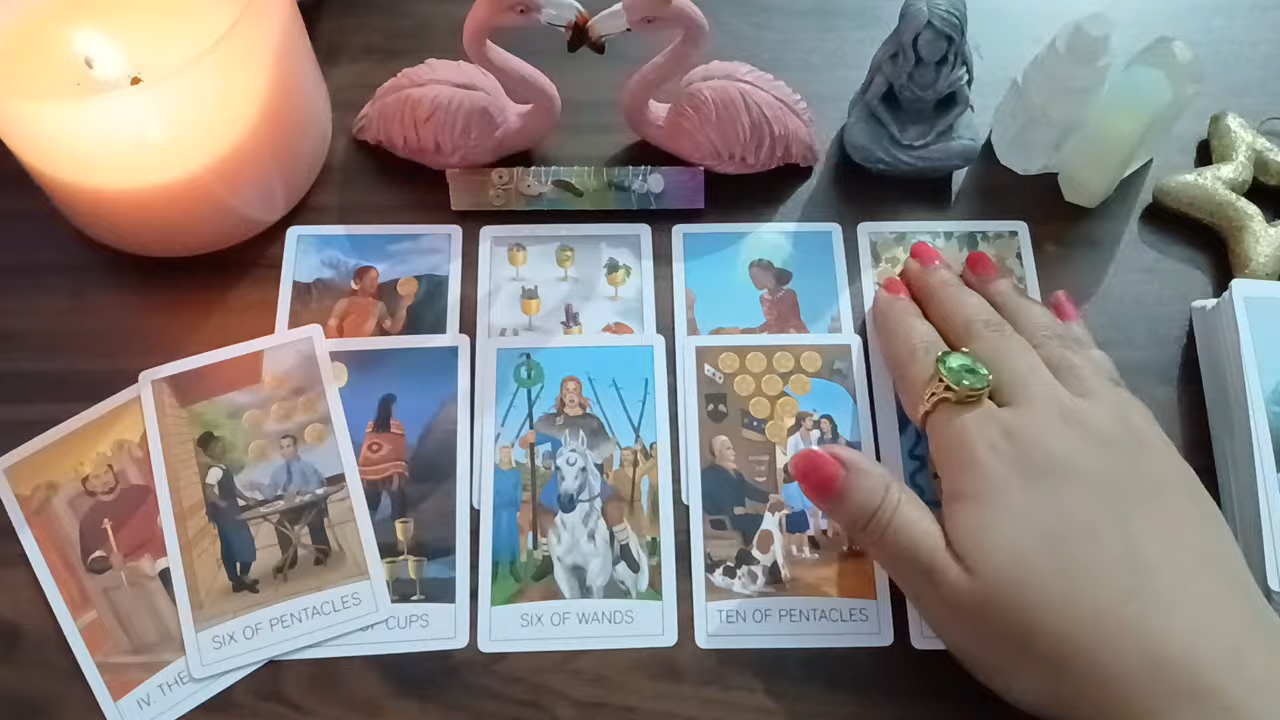 SIX OF PENTACLES
OF CUPS
SIX OF WANDS
TEN OF PENTACLES
IV. THE